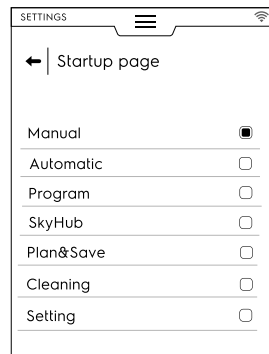 SETTINGS
Startup page
Manual
Automatic
Program
SkyHub
Plan&Save
Cleaning
Setting